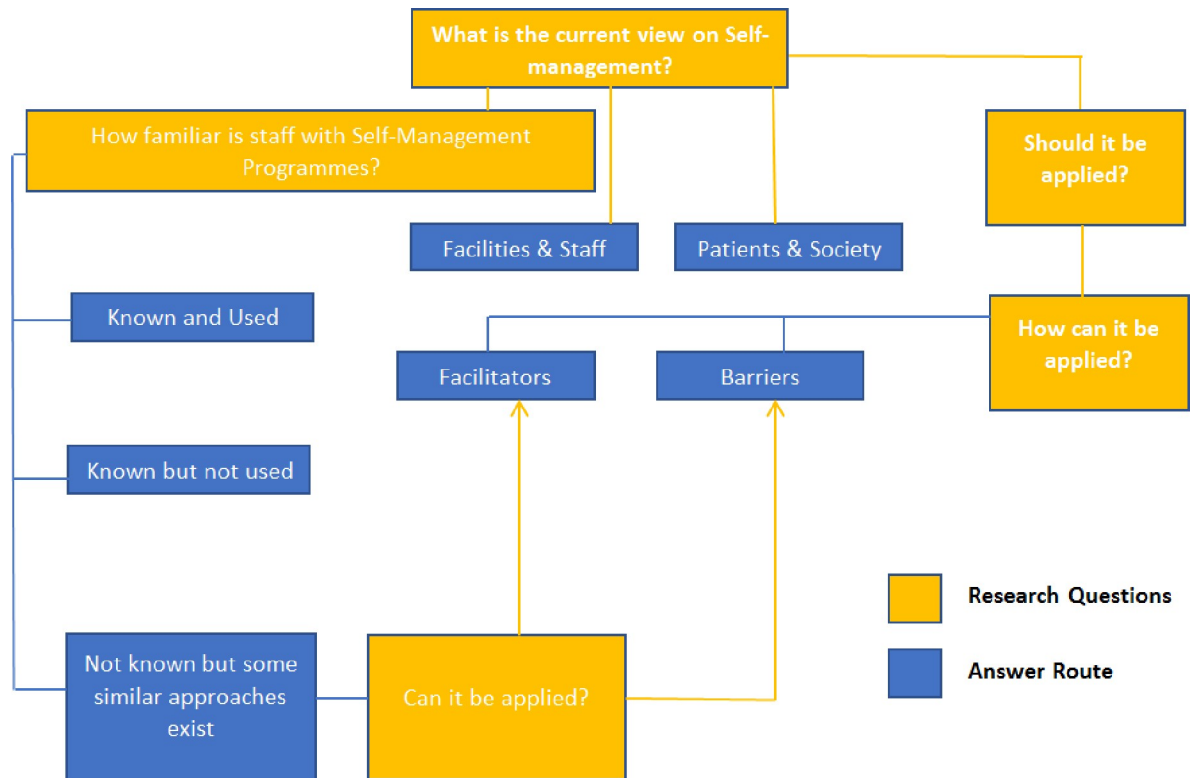 What is the current view on Self-
management?
How familiar is staff with Self-Management
Programmes?
Should it be
applied?
Facilities & Staff
Patients & Society
Known and Used
How can it be
applied?
Facilitators
Barriers
Known but not used
Research Questions
Answer Route
Not known but some
similar approaches
exist
Can it be applied?